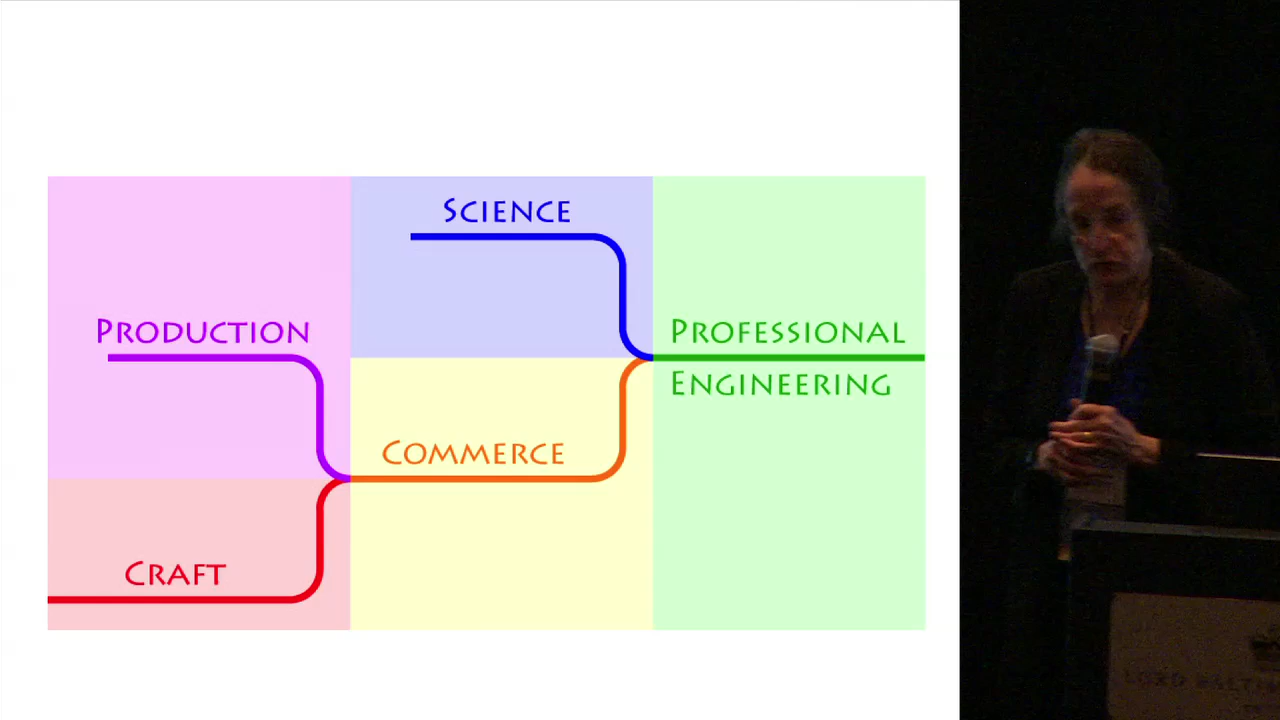 SCIENCE
PRODUCTION
PROFESSIONAL
ENGINEERING
COMMERCE
CRAFT